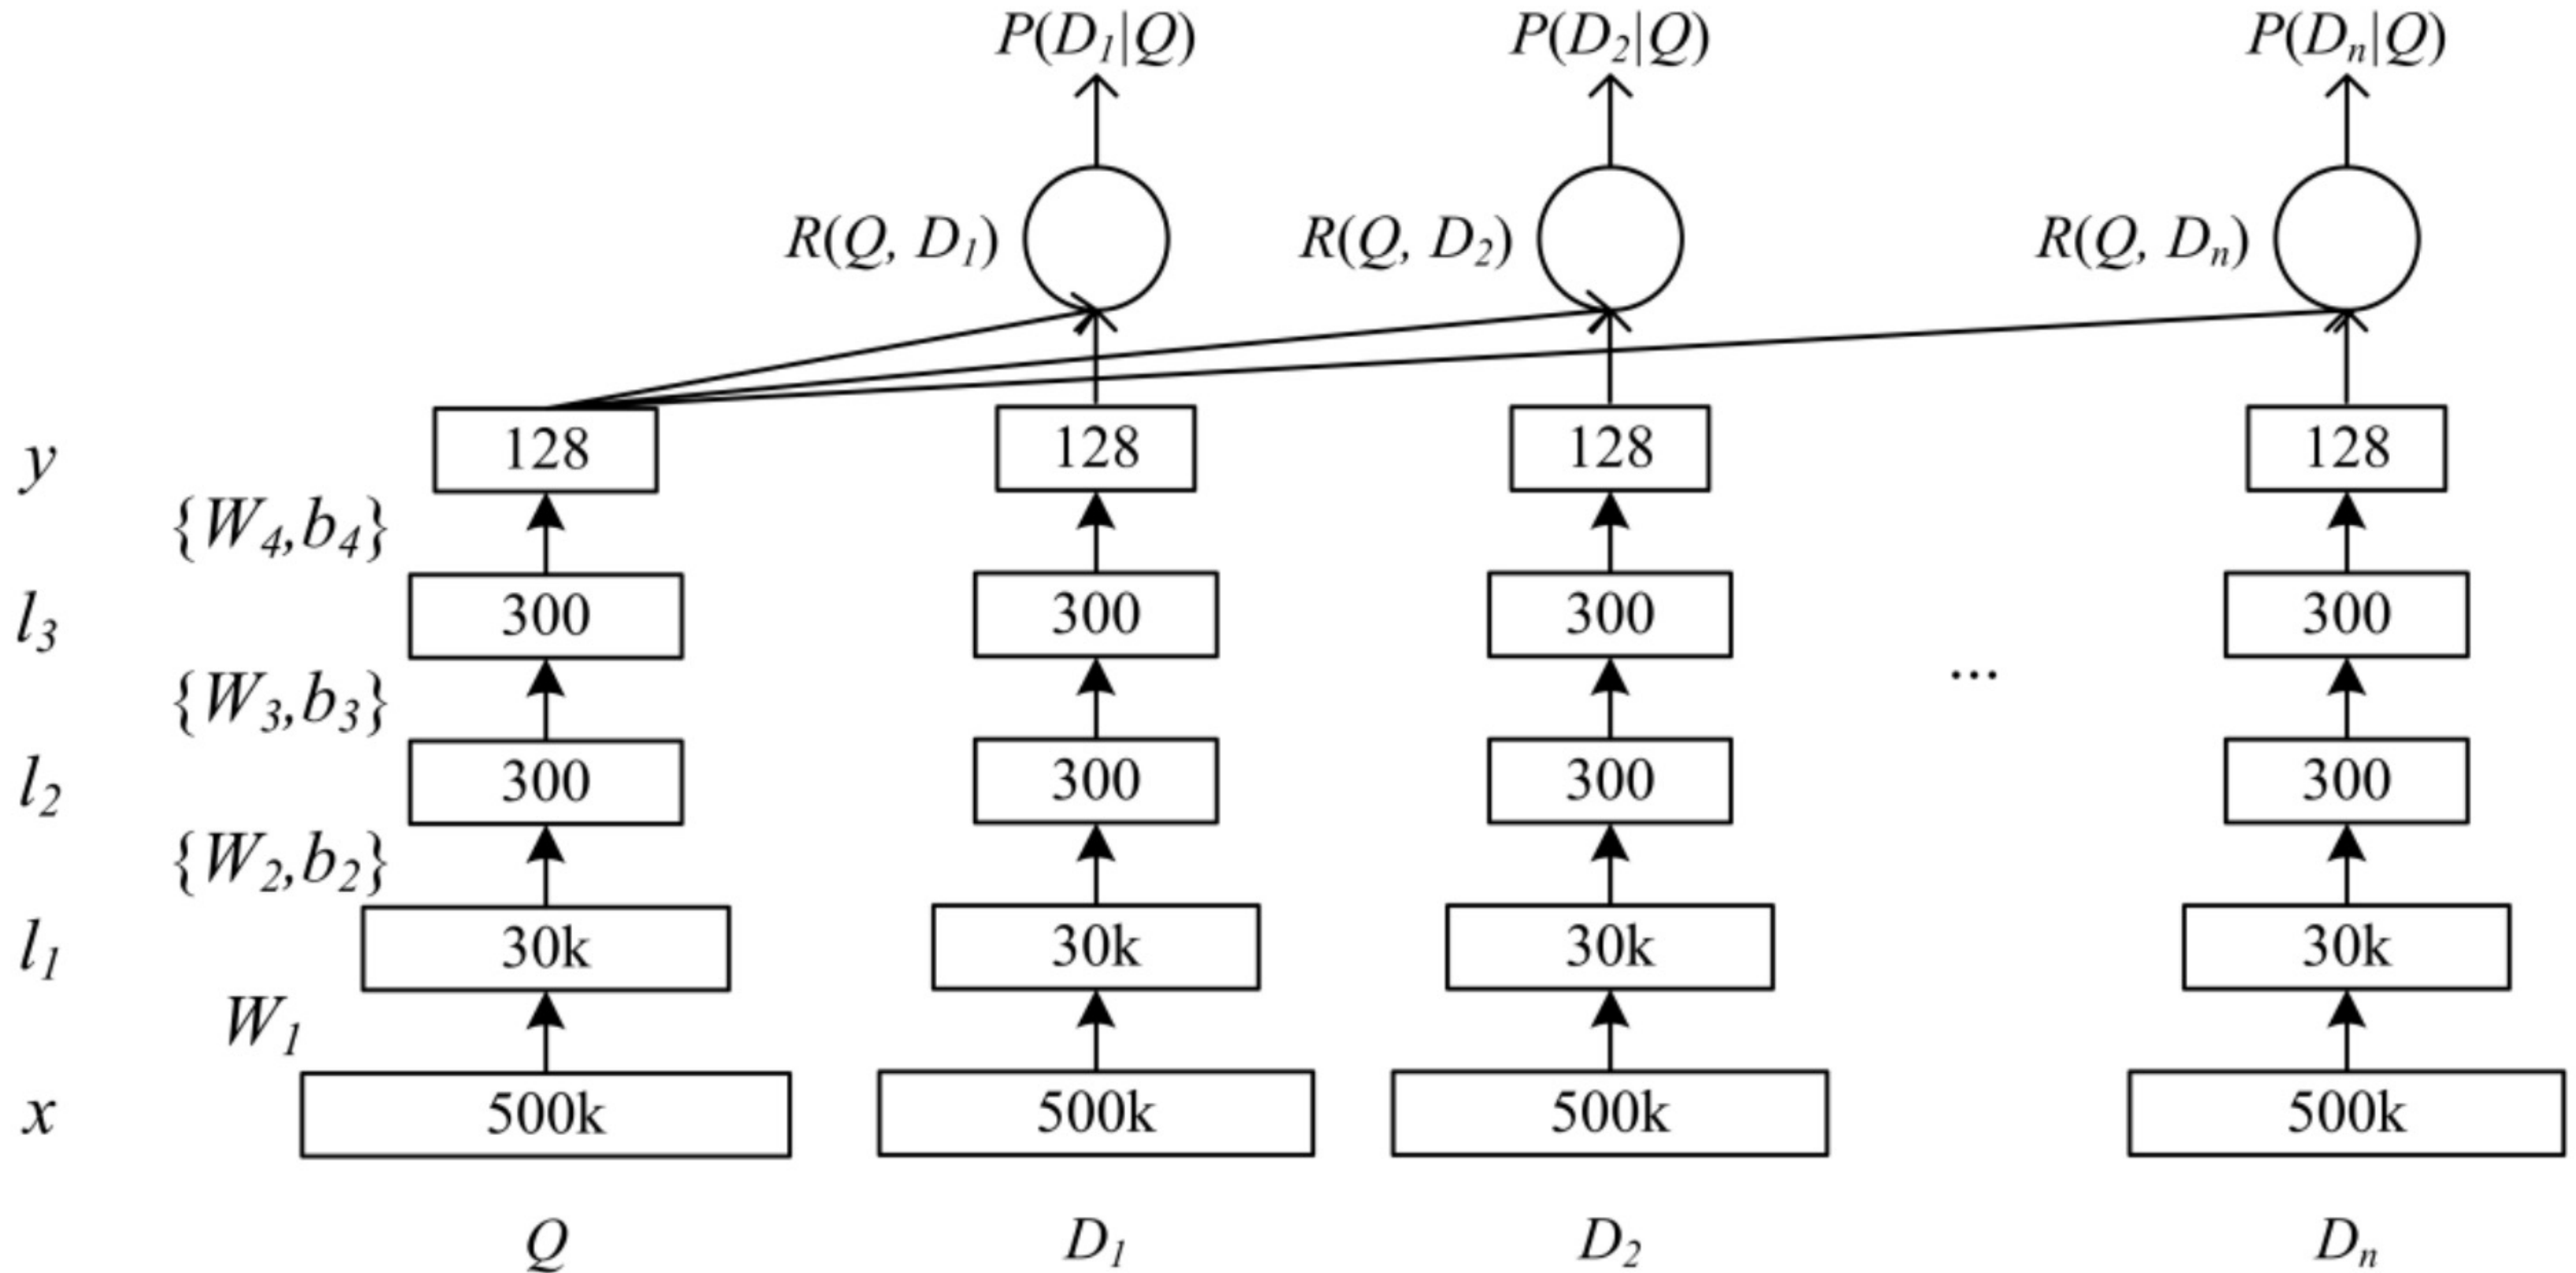 P(D₁|Q) P(D₂|Q) P(Dₙ|Q)
R(Q, D₁) R(Q, D₂) R(Q, Dₙ)
y 128 128 128 128
{W₄,b₄}
l₃ 300 300 300 300
{W₃,b₃} ...
l₂ 300 300 300 300
{W₂,b₂}
l₁ 30k 30k 30k 30k
W₁
x 500k 500k 500k 500k
Q D₁ D₂ Dₙ